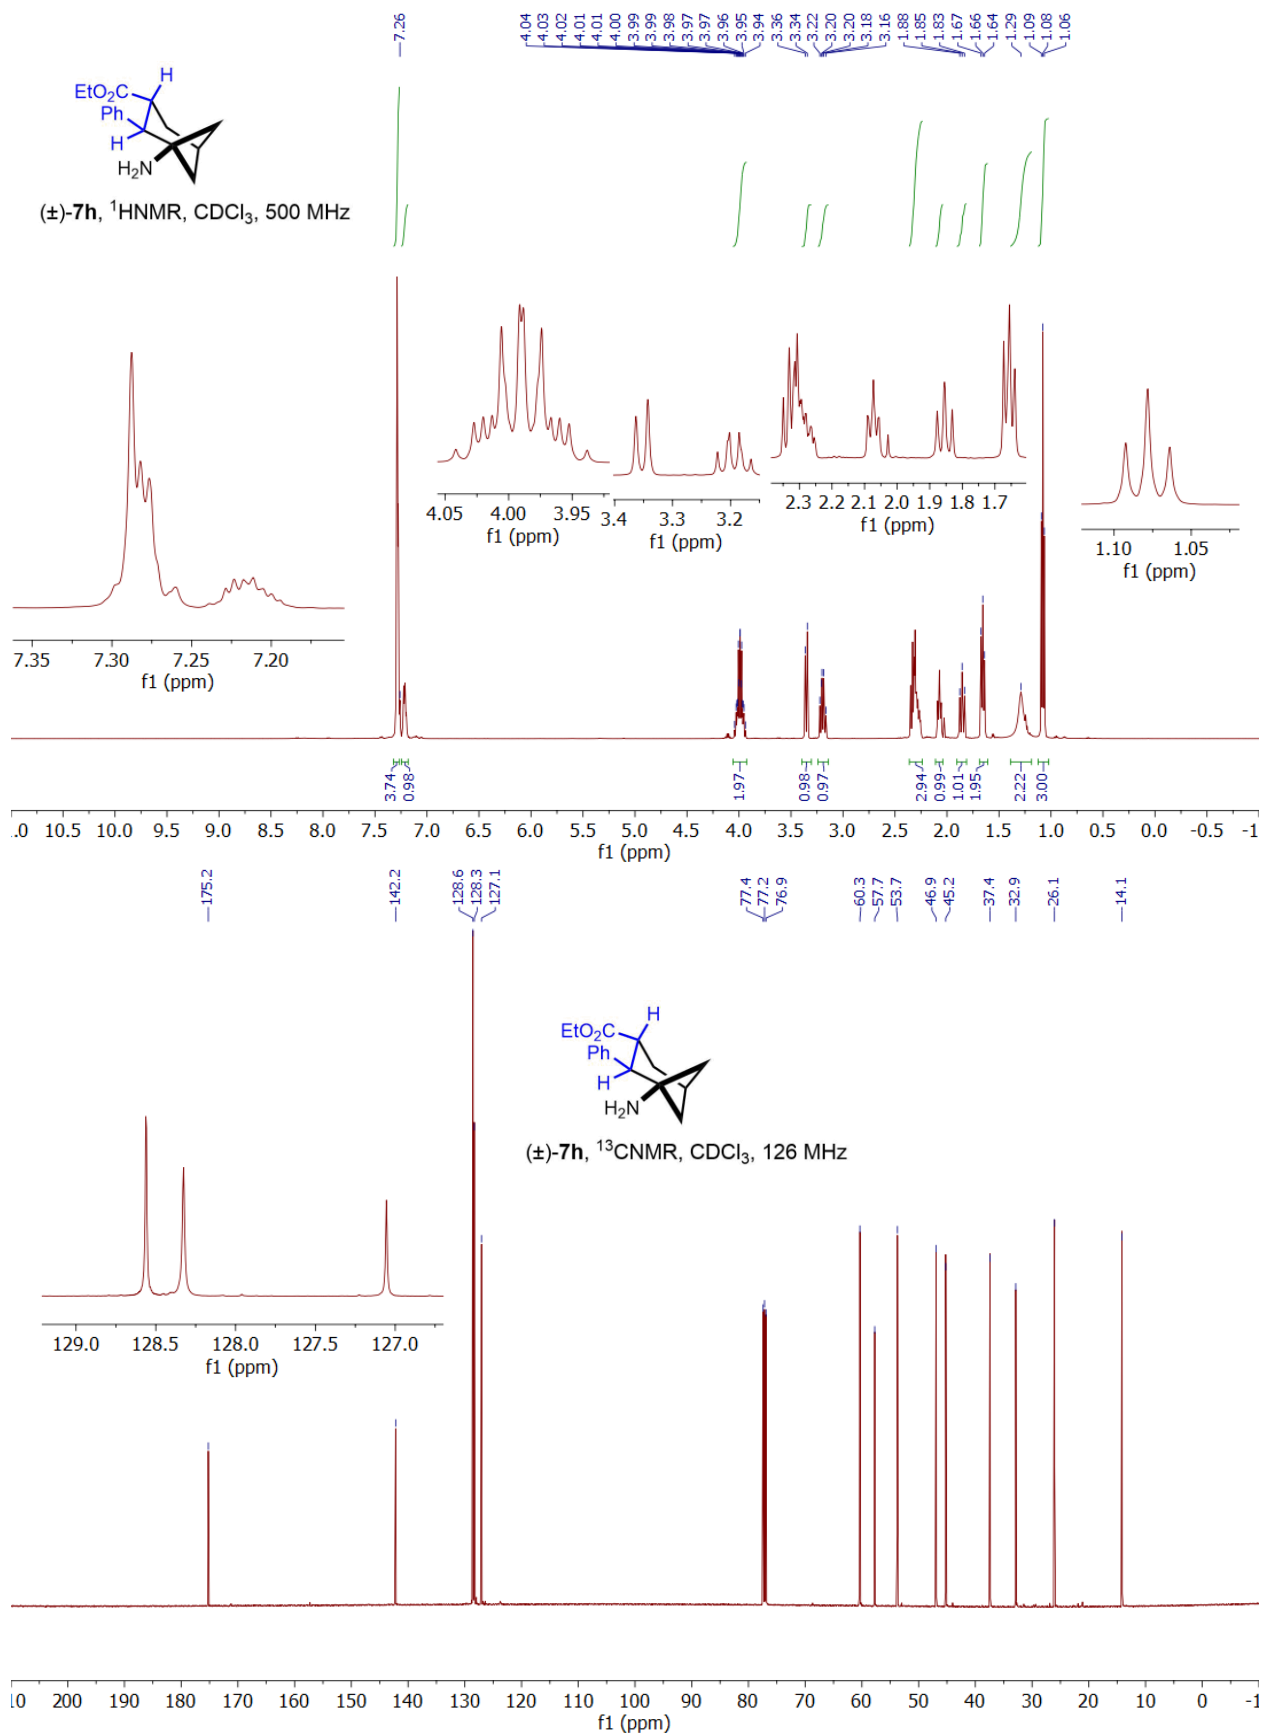 7.26
4.04
4.03
4.02
4.01
4.01
4.00
3.99
3.99
3.98
3.97
3.97
3.96
3.95
3.94
3.36
3.34
3.22
3.20
3.20
3.18
3.16
1.88
1.85
1.83
1.67
1.66
1.64
1.29
1.09
1.08
1.06
H
EtO₂C
Ph
H
H₂N
(±)-7h, ¹HNMR, CDCl₃, 500 MHz
7.35 7.30 7.25 7.20
f1 (ppm)
4.05 4.00 3.95
f1 (ppm)
3.4 3.3 3.2
f1 (ppm)
2.3 2.2 2.1 2.0 1.9 1.8 1.7
f1 (ppm)
1.10 1.05
f1 (ppm)
3.74
0.98
1.97
0.98
0.97
2.94
0.99
1.01
1.95
2.22
3.00
.0 10.5 10.0 9.5 9.0 8.5 8.0 7.5 7.0 6.5 6.0 5.5 5.0 4.5 4.0 3.5 3.0 2.5 2.0 1.5 1.0 0.5 0.0 -0.5 -1
f1 (ppm)
175.2
142.2
128.6
128.3
127.1
77.4
77.2
76.9
60.3
57.7
53.7
46.9
45.2
37.4
32.9
26.1
14.1
H
EtO₂C
Ph
H
H₂N
(±)-7h, ¹³CNMR, CDCl₃, 126 MHz
129.0 128.5 128.0 127.5 127.0
f1 (ppm)
10 200 190 180 170 160 150 140 130 120 110 100 90 80 70 60 50 40 30 20 10 0 -1
f1 (ppm)